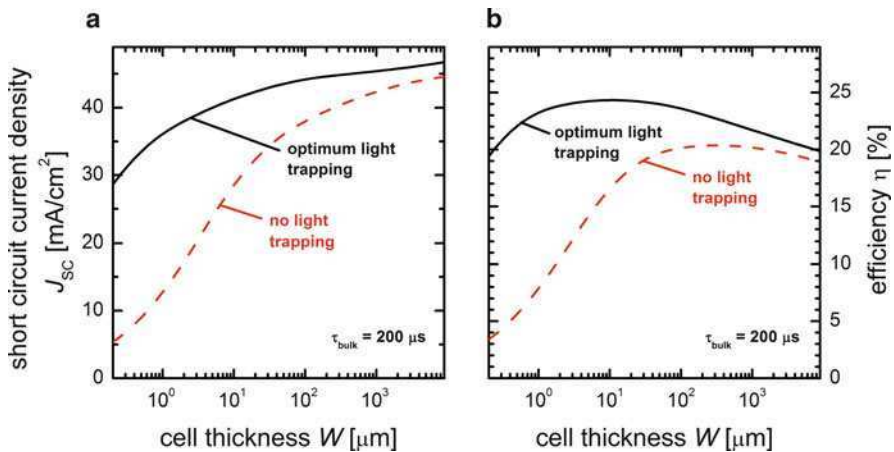 a
short circuit current density
J_SC [mA/cm²]
40
30
20
10
0
optimum light
trapping
no light
trapping
τ_bulk = 200 µs
10⁰
10¹
10²
10³
cell thickness W [µm]
b
optimum light
trapping
no light
trapping
τ_bulk = 200 µs
25
20
15
10
5
0
efficiency η [%]
10⁰
10¹
10²
10³
cell thickness W [µm]